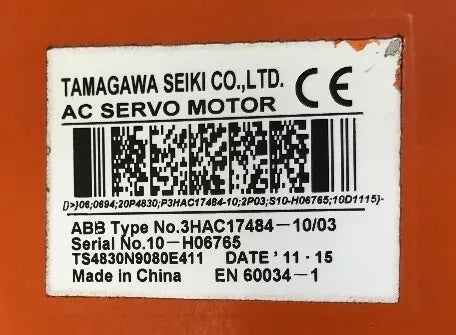 TAMAGAWA SEIKI CO.,LTD.
AC SERVO MOTOR CE
[)>}06;0694;20P4830;P3HAC17484-10;2P03;S10-H06765;10D1115}-
ABB Type No.3HAC17484-10/03
Serial No.10-H06765
TS4830N9080E411 DATE '11-15
Made in China EN 60034-1